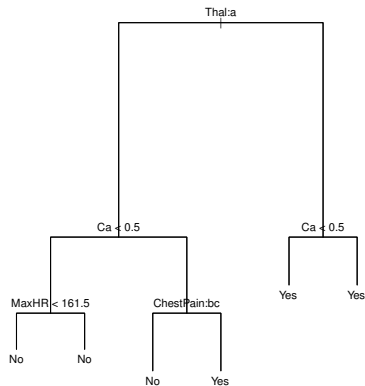 Thal:a
Ca < 0.5
Ca < 0.5
MaxHR < 161.5
ChestPain:bc
Yes
Yes
No
No
No
Yes